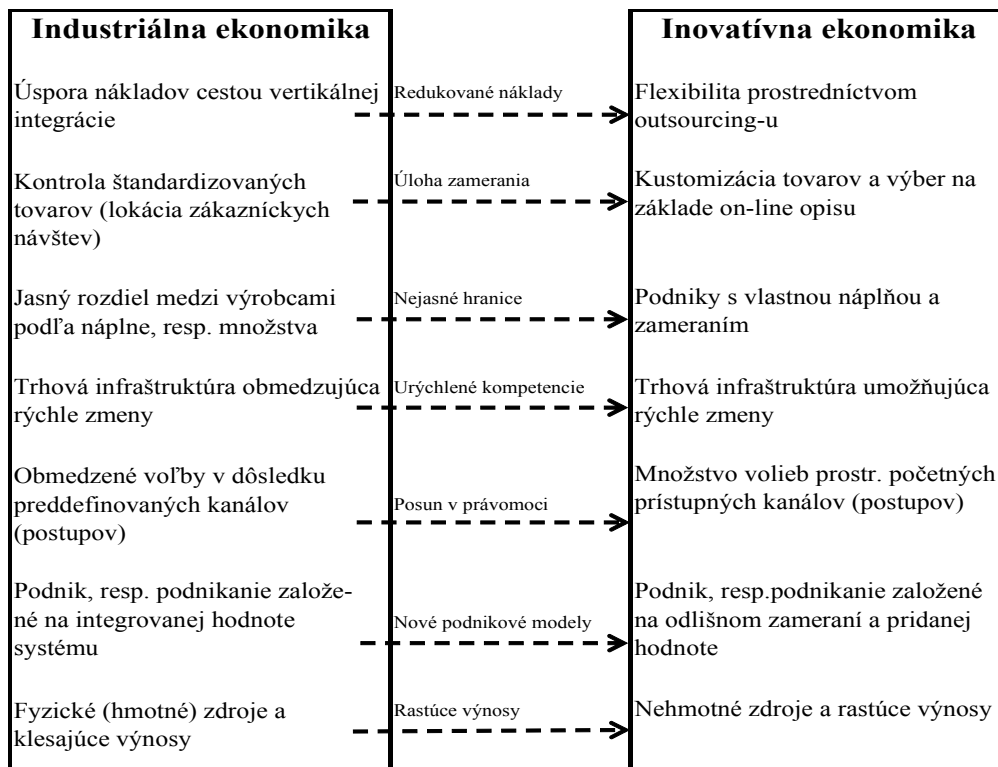 Industriálna ekonomika
Inovatívna ekonomika
Úspora nákladov cestou vertikálnej
integrácie
Redukované náklady
Flexibilita prostredníctvom
outsourcing-u
Kontrola štandardizovaných
tovarov (lokácia zákazníckych
návštev)
Úloha zamerania
Kustomizácia tovarov a výber na
základe on-line opisu
Jasný rozdiel medzi výrobcami
podľa náplne, resp. množstva
Nejasné hranice
Podniky s vlastnou náplňou a
zameraním
Trhová infraštruktúra obmedzujúca
rýchle zmeny
Urýchlené kompetencie
Trhová infraštruktúra umožňujúca
rýchle zmeny
Obmedzené voľby v dôsledku
preddefinovaných kanálov
(postupov)
Posun v právomoci
Množstvo volieb prostr. početných
prístupných kanálov (postupov)
Podnik, resp. podnikanie založe-
né na integrovanej hodnote
systému
Nové podnikové modely
Podnik, resp.podnikanie založené
na odlišnom zameraní a pridanej
hodnote
Fyzické (hmotné) zdroje a
klesajúce výnosy
Rastúce výnosy
Nehmotné zdroje a rastúce výnosy